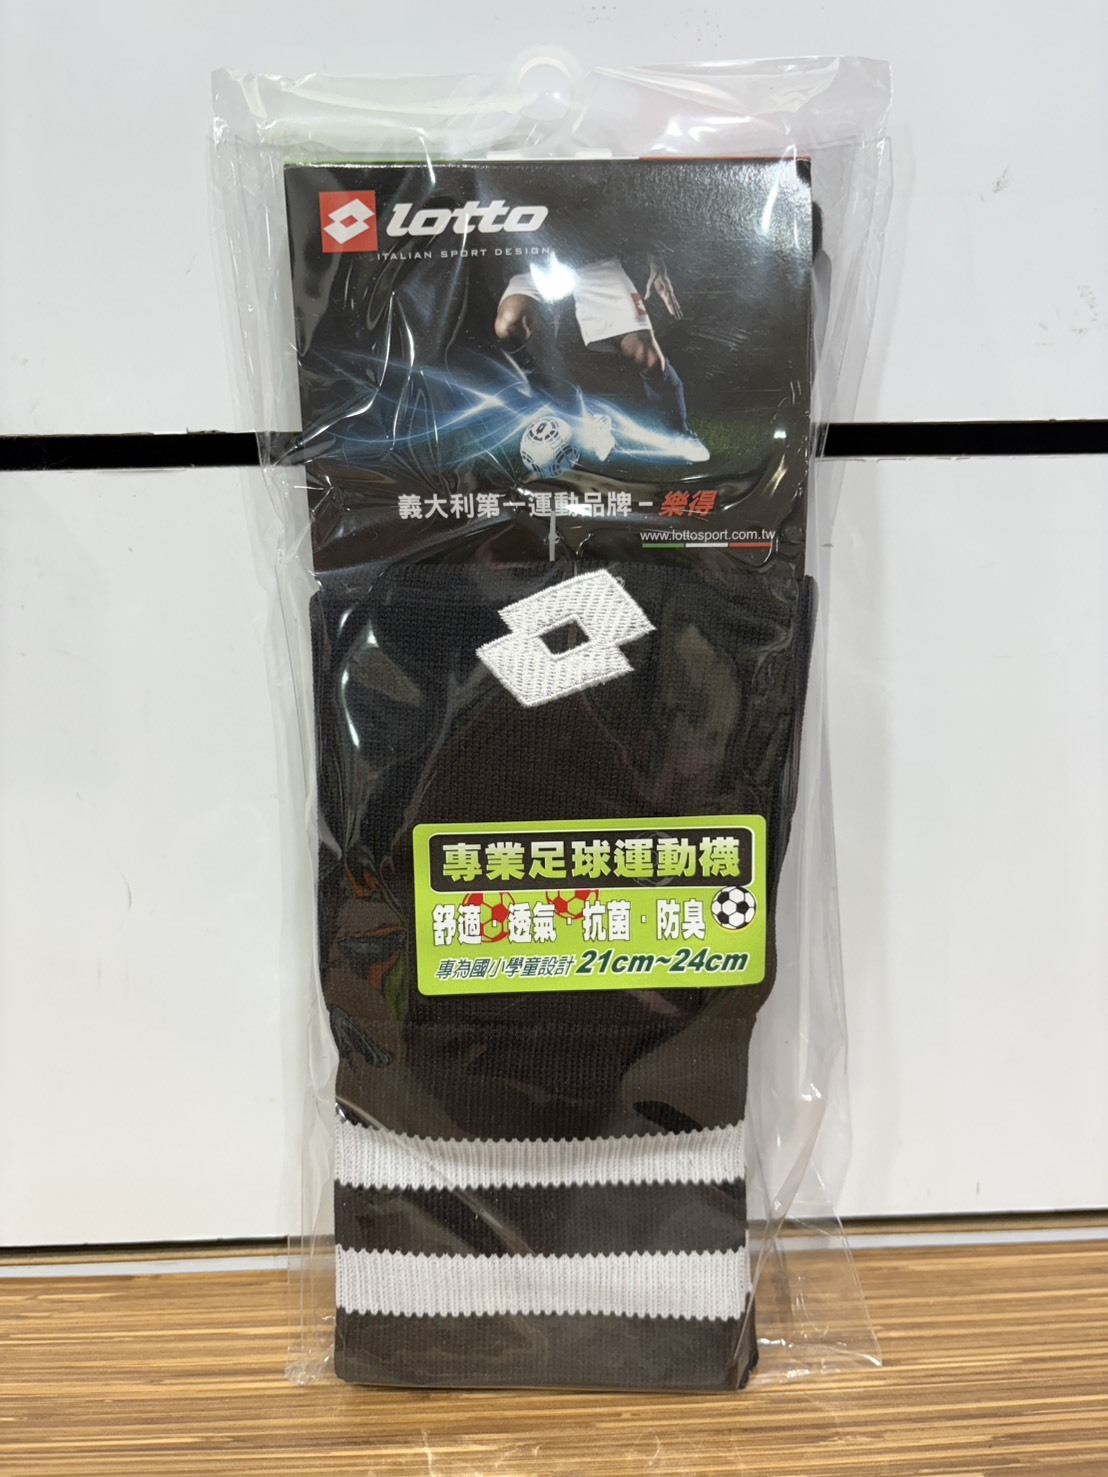 lotto
ITALIAN SPORT DESIGN
義大利第一運動品牌－樂得
www.lottosport.com.tw
專業足球運動襪
舒適·透氣·抗菌·防臭
專為國小學童設計 21cm~24cm